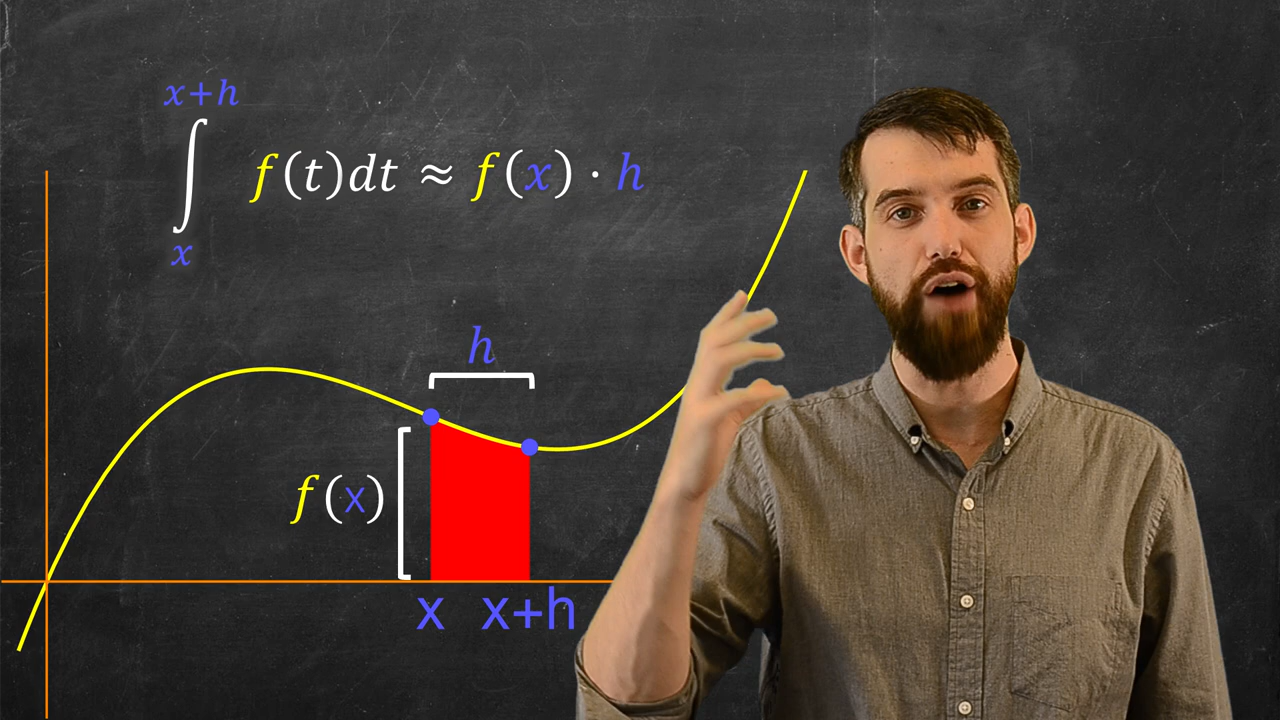 x+h
∫ f(t)dt ≈ f(x) · h
x
h
f(x)
x x+h